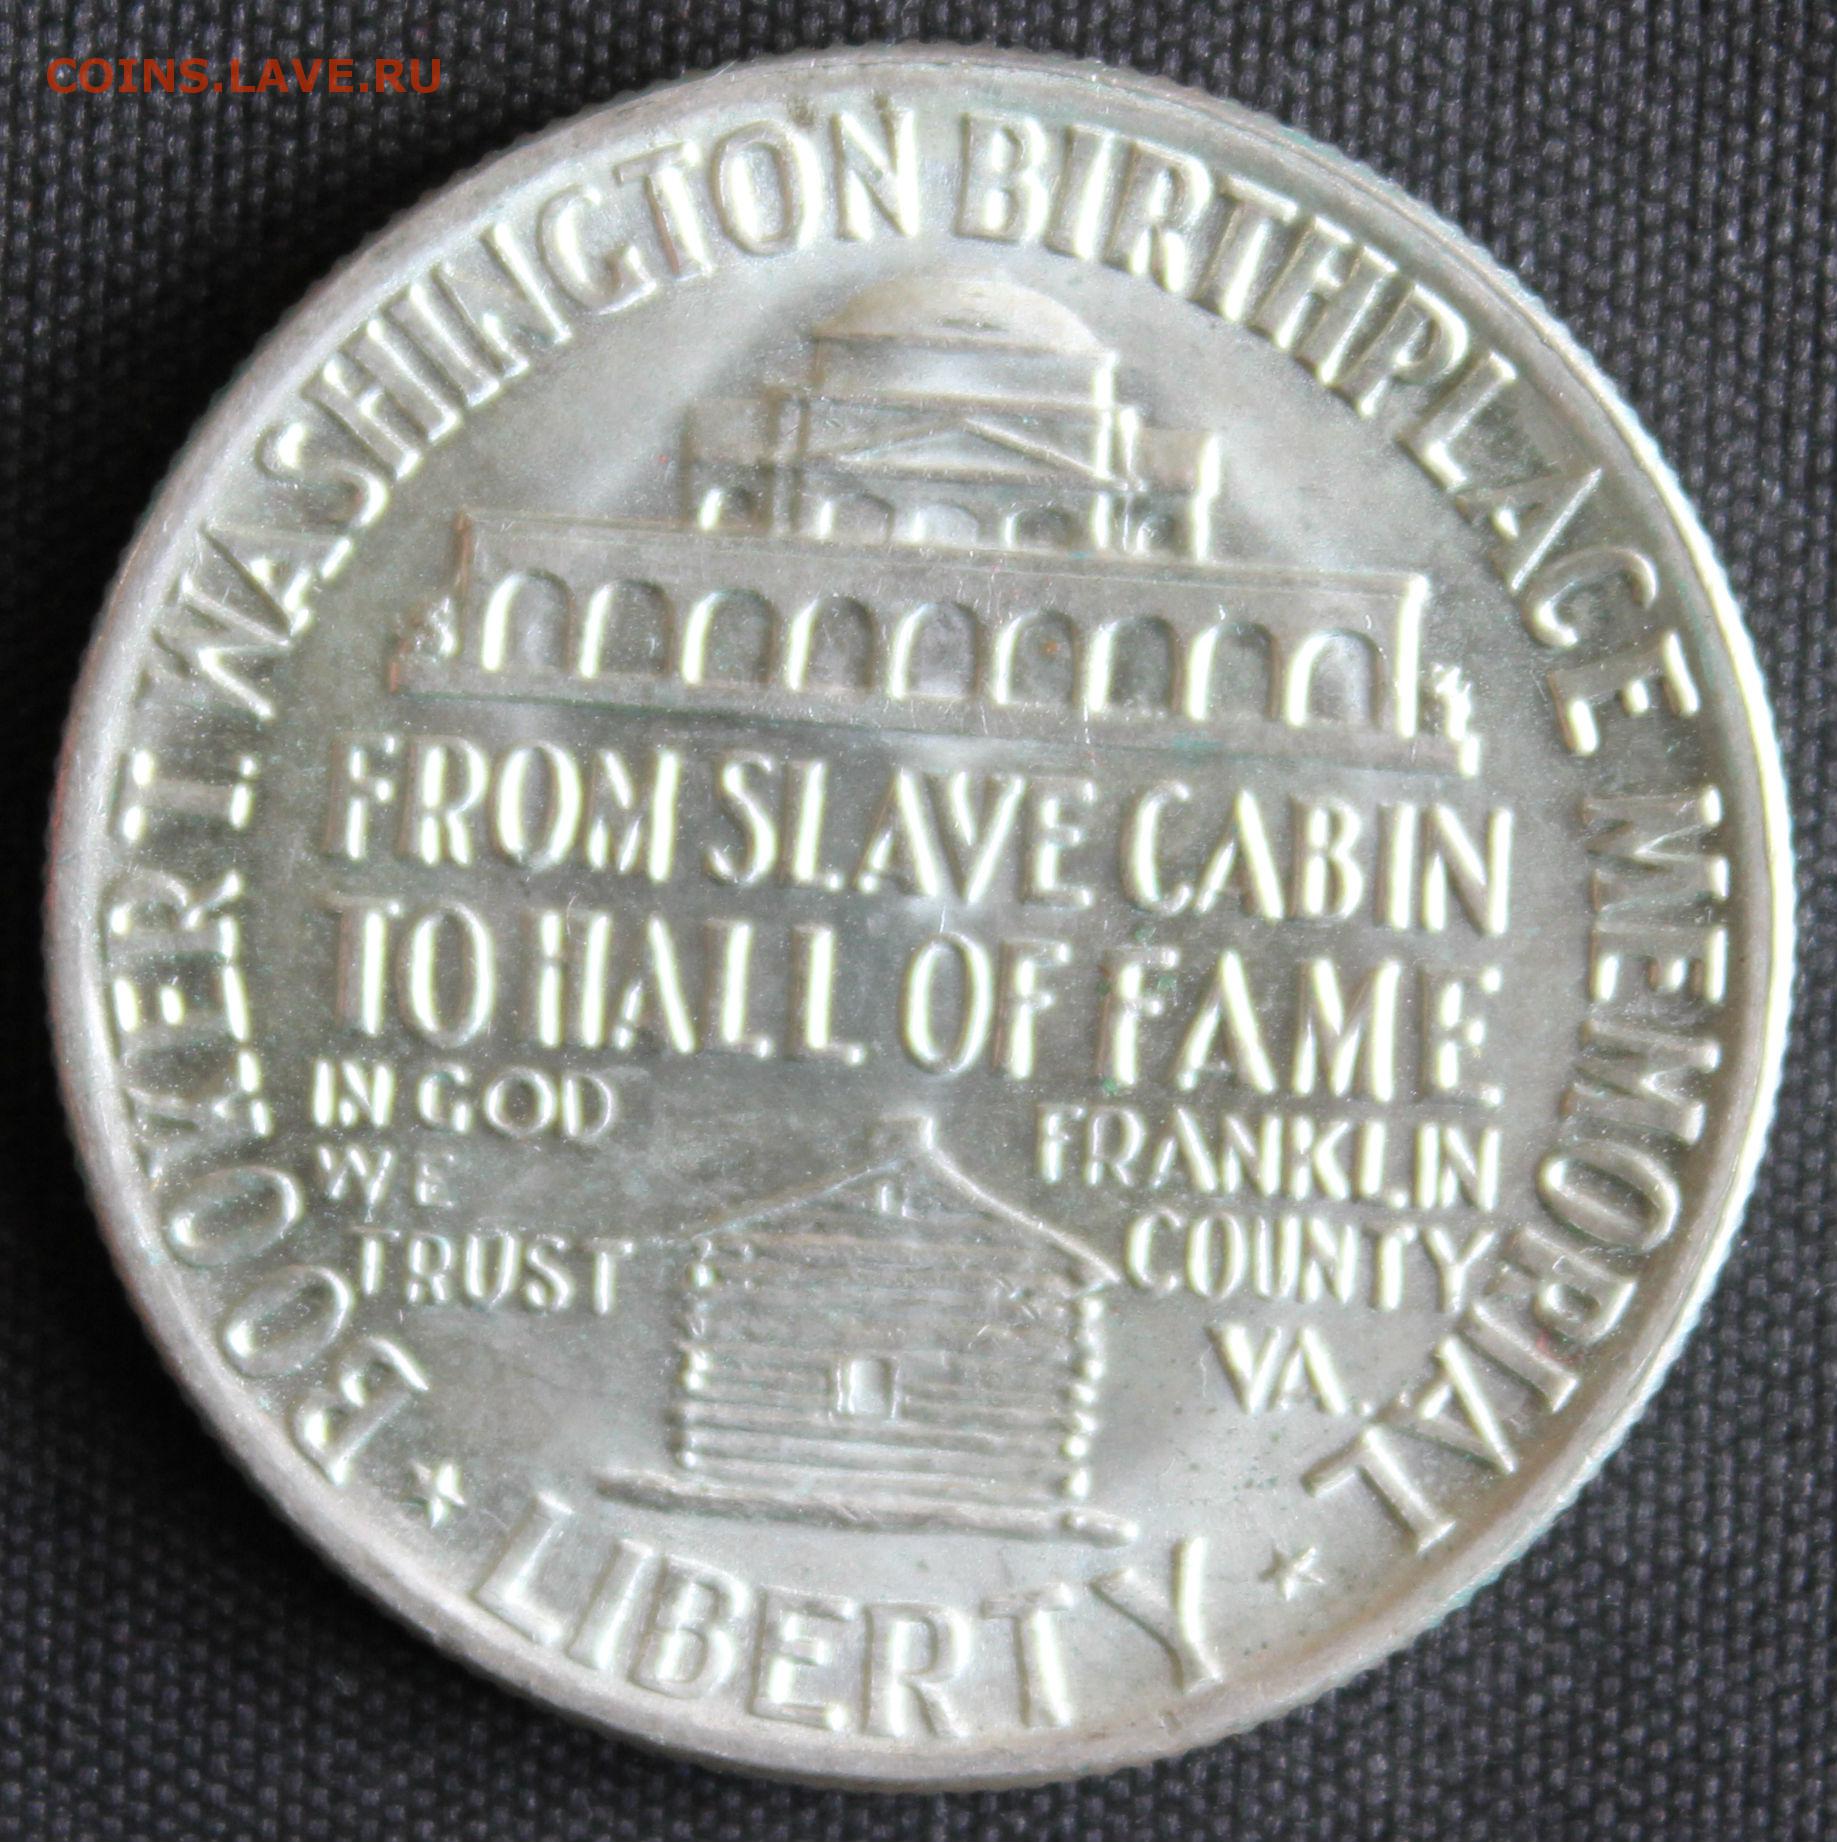 COINS.LAVE.RU
BOOKER T. WASHINGTON BIRTHPLACE MEMORIAL
FROM SLAVE CABIN
TO HALL OF FAME
IN GOD
WE
TRUST
FRANKLIN
COUNTY
VA.
LIBERTY